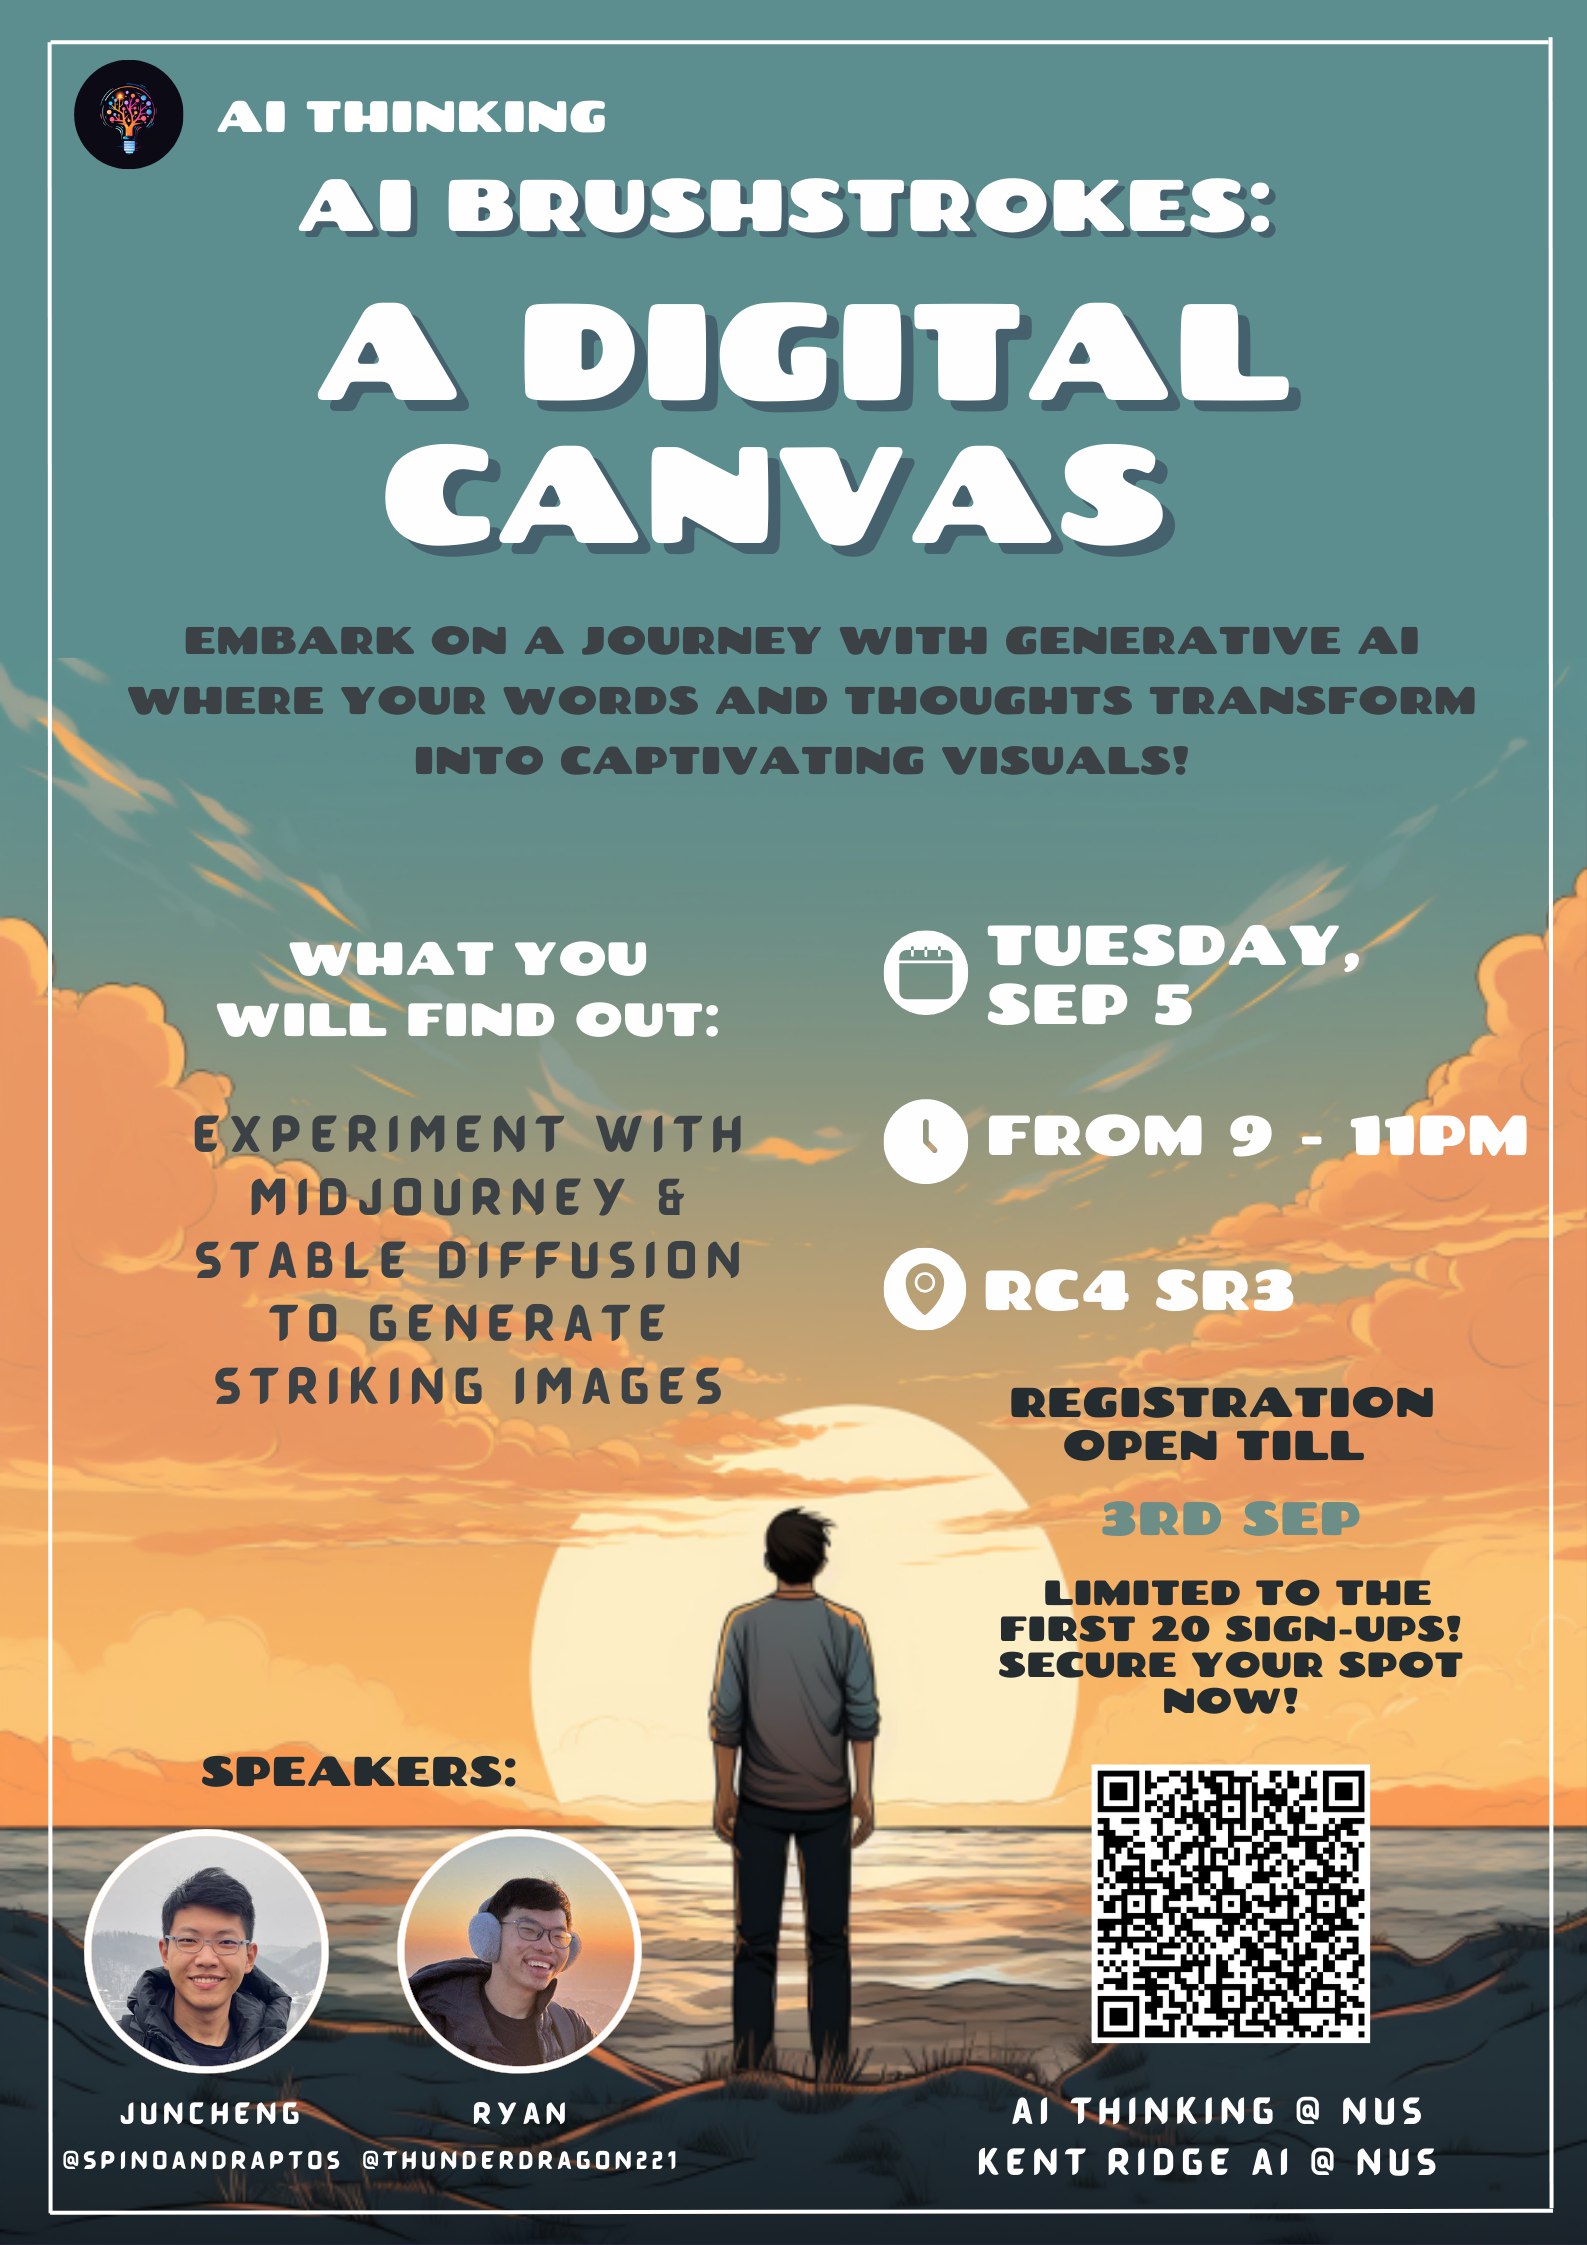 AI THINKING
AI BRUSHSTROKES:
A DIGITAL
CANVAS
EMBARK ON A JOURNEY WITH GENERATIVE AI
WHERE YOUR WORDS AND THOUGHTS TRANSFORM
INTO CAPTIVATING VISUALS!
WHAT YOU
WILL FIND OUT:
EXPERIMENT WITH
MIDJOURNEY &
STABLE DIFFUSION
TO GENERATE
STRIKING IMAGES
TUESDAY,
SEP 5
FROM 9 - 11PM
RC4 SR3
REGISTRATION
OPEN TILL
3RD SEP
LIMITED TO THE
FIRST 20 SIGN-UPS!
SECURE YOUR SPOT
NOW!
SPEAKERS:
JUNCHENG
@SPINOANDRAPTOS
RYAN
@THUNDERDRAGON221
AI THINKING @ NUS
KENT RIDGE AI @ NUS